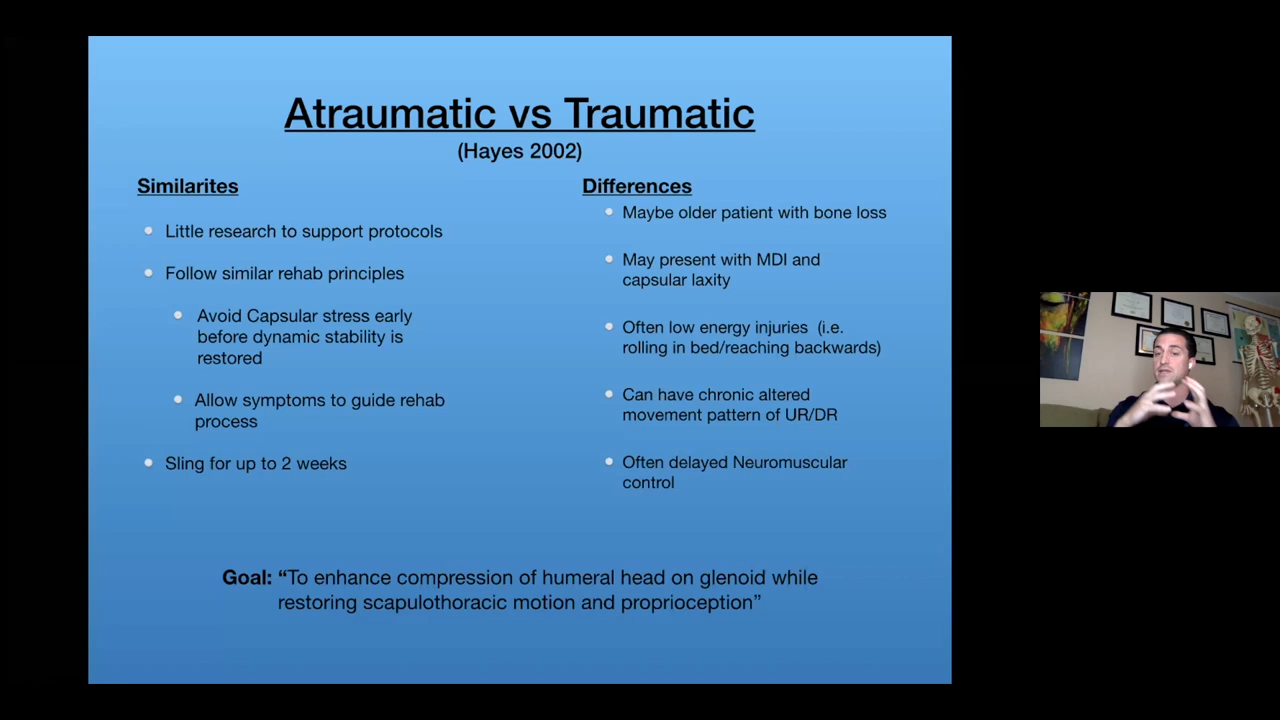 Atraumatic vs Traumatic
(Hayes 2002)
Similarites
Little research to support protocols
Follow similar rehab principles
Avoid Capsular stress early
before dynamic stability is
restored
Allow symptoms to guide rehab
process
Sling for up to 2 weeks
Differences
Maybe older patient with bone loss
May present with MDI and
capsular laxity
Often low energy injuries (i.e.
rolling in bed/reaching backwards)
Can have chronic altered
movement pattern of UR/DR
Often delayed Neuromuscular
control
Goal: “To enhance compression of humeral head on glenoid while
restoring scapulothoracic motion and proprioception”